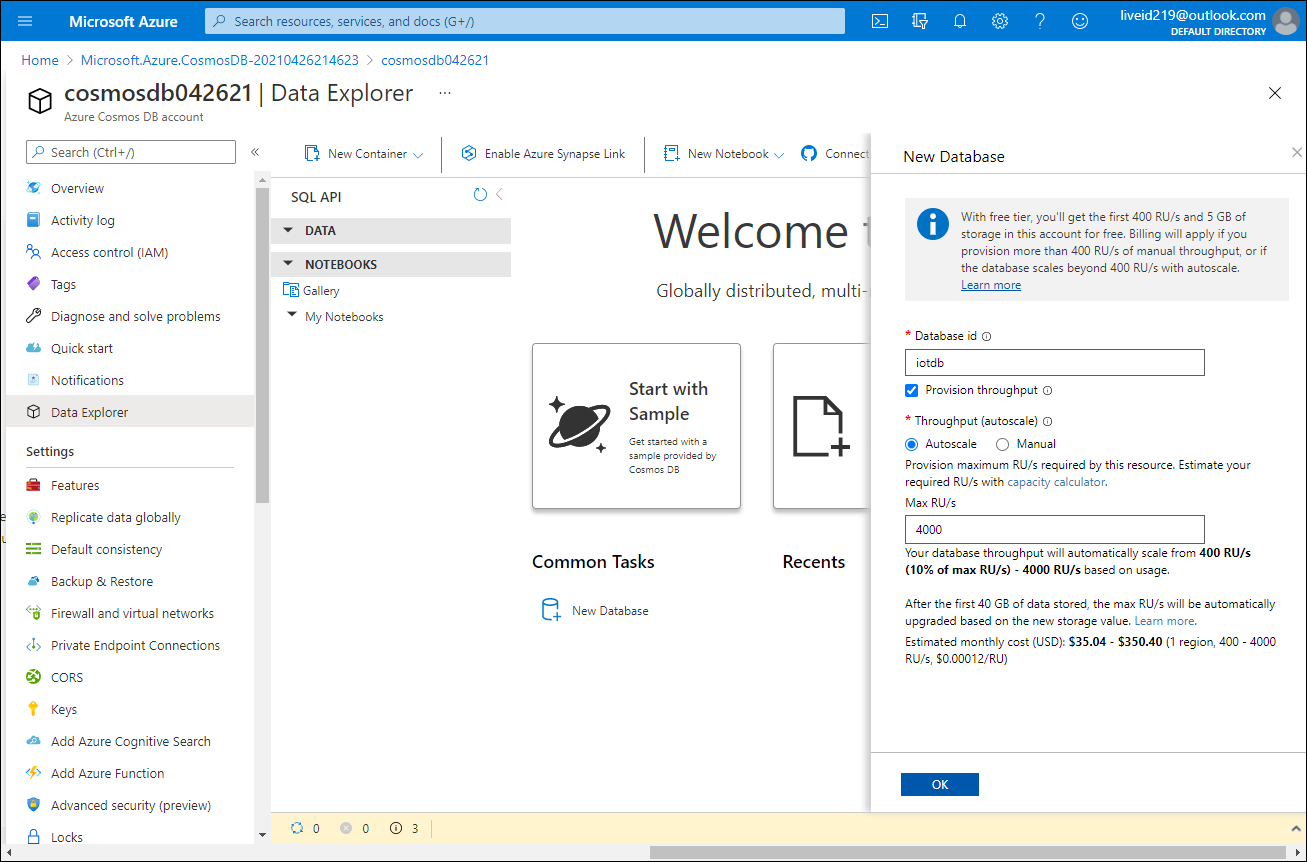 Microsoft Azure
Search resources, services, and docs (G+/)
liveid219@outlook.com
DEFAULT DIRECTORY
Home > Microsoft.Azure.CosmosDB-20210426214623 > cosmosdb042621
cosmosdb042621 | Data Explorer ...
Azure Cosmos DB account
Search (Ctrl+/)
Overview
Activity log
Access control (IAM)
Tags
Diagnose and solve problems
Quick start
Notifications
Data Explorer
Settings
Features
Replicate data globally
Default consistency
Backup & Restore
Firewall and virtual networks
Private Endpoint Connections
CORS
Keys
Add Azure Cognitive Search
Add Azure Function
Advanced security (preview)
Locks
New Container
Enable Azure Synapse Link
New Notebook
Connect
SQL API
DATA
NOTEBOOKS
Gallery
My Notebooks
Welcome
Globally distributed, multi-
Start with
Sample
Get started with a
sample provided by
Cosmos DB
Common Tasks
Recents
New Database
0 0 3
New Database
With free tier, you'll get the first 400 RU/s and 5 GB of
storage in this account for free. Billing will apply if you
provision more than 400 RU/s of manual throughput, or if
the database scales beyond 400 RU/s with autoscale.
Learn more
* Database id
iotdb
Provision throughput
* Throughput (autoscale)
Autoscale Manual
Provision maximum RU/s required by this resource. Estimate your
required RU/s with capacity calculator.
Max RU/s
4000
Your database throughput will automatically scale from 400 RU/s
(10% of max RU/s) - 4000 RU/s based on usage.
After the first 40 GB of data stored, the max RU/s will be automatically
upgraded based on the new storage value. Learn more.
Estimated monthly cost (USD): $35.04 - $350.40 (1 region, 400 - 4000
RU/s, $0.00012/RU)
OK